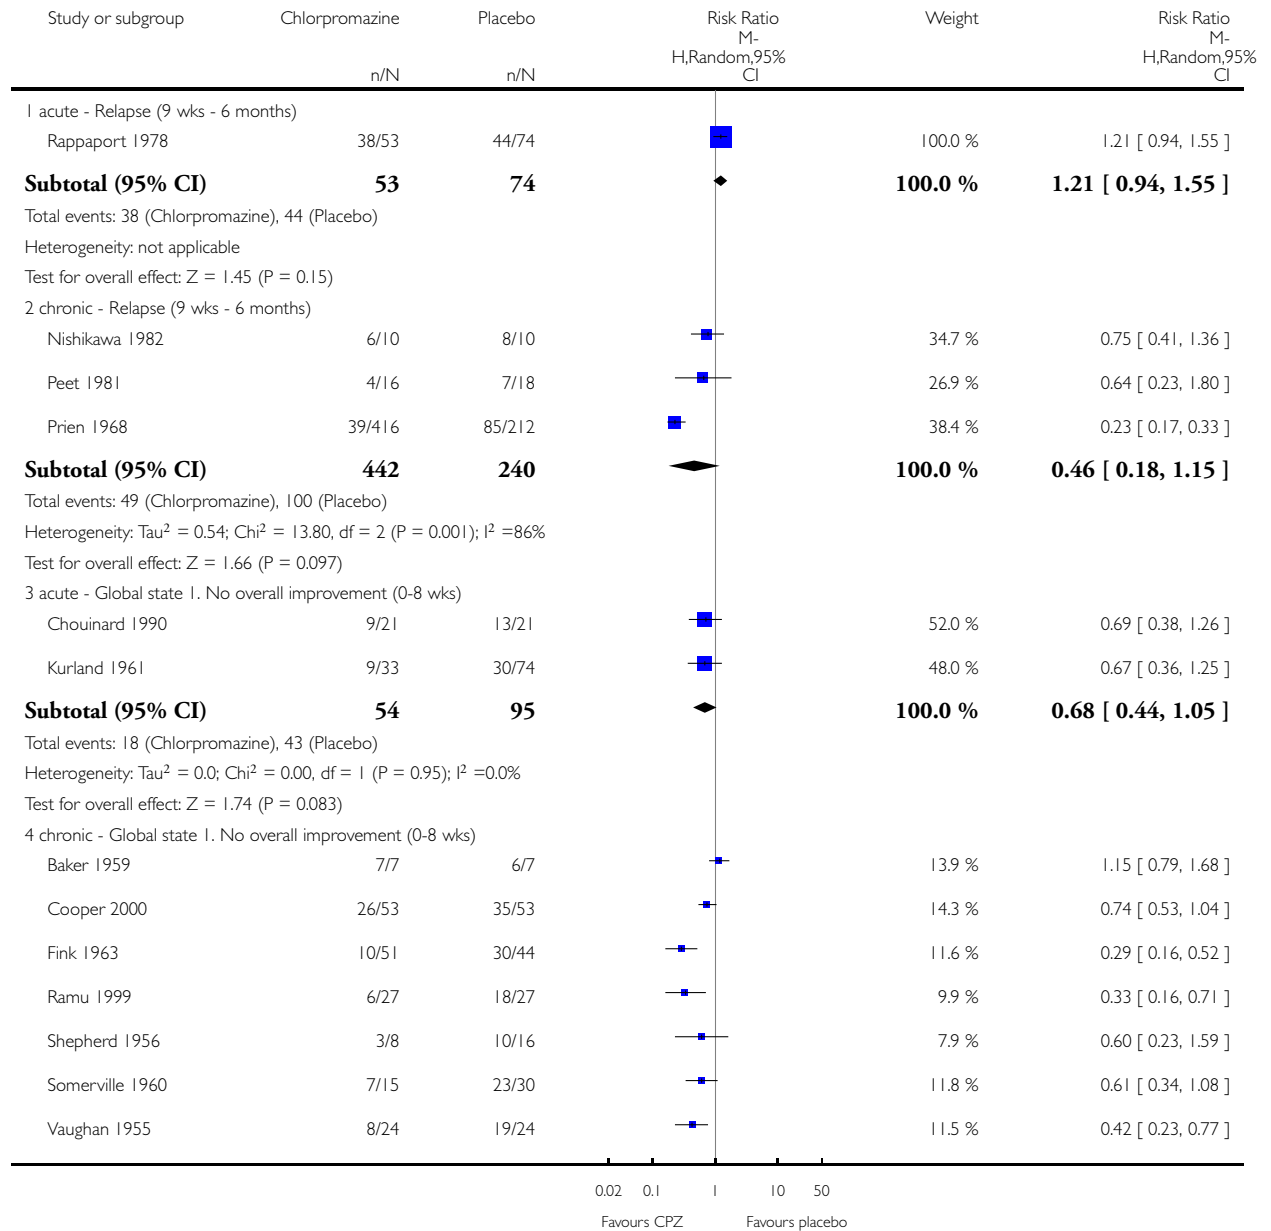 Study or subgroup Chlorpromazine Placebo Risk Ratio Weight Risk Ratio
M- M-
H,Random,95% H,Random,95%
n/N n/N CI CI
1 acute - Relapse (9 wks - 6 months)
Rappaport 1978 38/53 44/74 100.0 % 1.21 [ 0.94, 1.55 ]
Subtotal (95% CI) 53 74 100.0 % 1.21 [ 0.94, 1.55 ]
Total events: 38 (Chlorpromazine), 44 (Placebo)
Heterogeneity: not applicable
Test for overall effect: Z = 1.45 (P = 0.15)
2 chronic - Relapse (9 wks - 6 months)
Nishikawa 1982 6/10 8/10 34.7 % 0.75 [ 0.41, 1.36 ]
Peet 1981 4/16 7/18 26.9 % 0.64 [ 0.23, 1.80 ]
Prien 1968 39/416 85/212 38.4 % 0.23 [ 0.17, 0.33 ]
Subtotal (95% CI) 442 240 100.0 % 0.46 [ 0.18, 1.15 ]
Total events: 49 (Chlorpromazine), 100 (Placebo)
Heterogeneity: Tau² = 0.54; Chi² = 13.80, df = 2 (P = 0.001); I² =86%
Test for overall effect: Z = 1.66 (P = 0.097)
3 acute - Global state 1. No overall improvement (0-8 wks)
Chouinard 1990 9/21 13/21 52.0 % 0.69 [ 0.38, 1.26 ]
Kurland 1961 9/33 30/74 48.0 % 0.67 [ 0.36, 1.25 ]
Subtotal (95% CI) 54 95 100.0 % 0.68 [ 0.44, 1.05 ]
Total events: 18 (Chlorpromazine), 43 (Placebo)
Heterogeneity: Tau² = 0.0; Chi² = 0.00, df = 1 (P = 0.95); I² =0.0%
Test for overall effect: Z = 1.74 (P = 0.083)
4 chronic - Global state 1. No overall improvement (0-8 wks)
Baker 1959 7/7 6/7 13.9 % 1.15 [ 0.79, 1.68 ]
Cooper 2000 26/53 35/53 14.3 % 0.74 [ 0.53, 1.04 ]
Fink 1963 10/51 30/44 11.6 % 0.29 [ 0.16, 0.52 ]
Ramu 1999 6/27 18/27 9.9 % 0.33 [ 0.16, 0.71 ]
Shepherd 1956 3/8 10/16 7.9 % 0.60 [ 0.23, 1.59 ]
Somerville 1960 7/15 23/30 11.8 % 0.61 [ 0.34, 1.08 ]
Vaughan 1955 8/24 19/24 11.5 % 0.42 [ 0.23, 0.77 ]
0.02 0.1 1 10 50
Favours CPZ Favours placebo